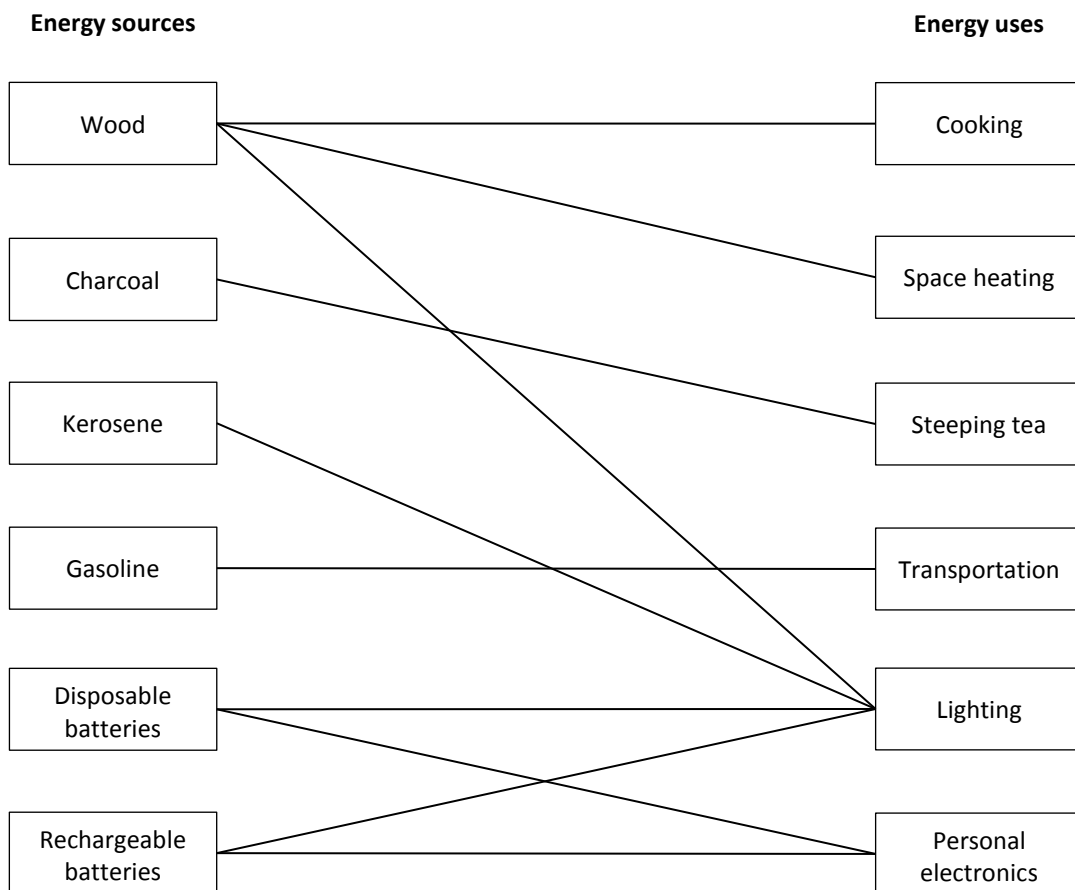 Energy sources
Energy uses
Wood
Cooking
Charcoal
Space heating
Kerosene
Steeping tea
Gasoline
Transportation
Disposable
batteries
Lighting
Rechargeable
batteries
Personal
electronics